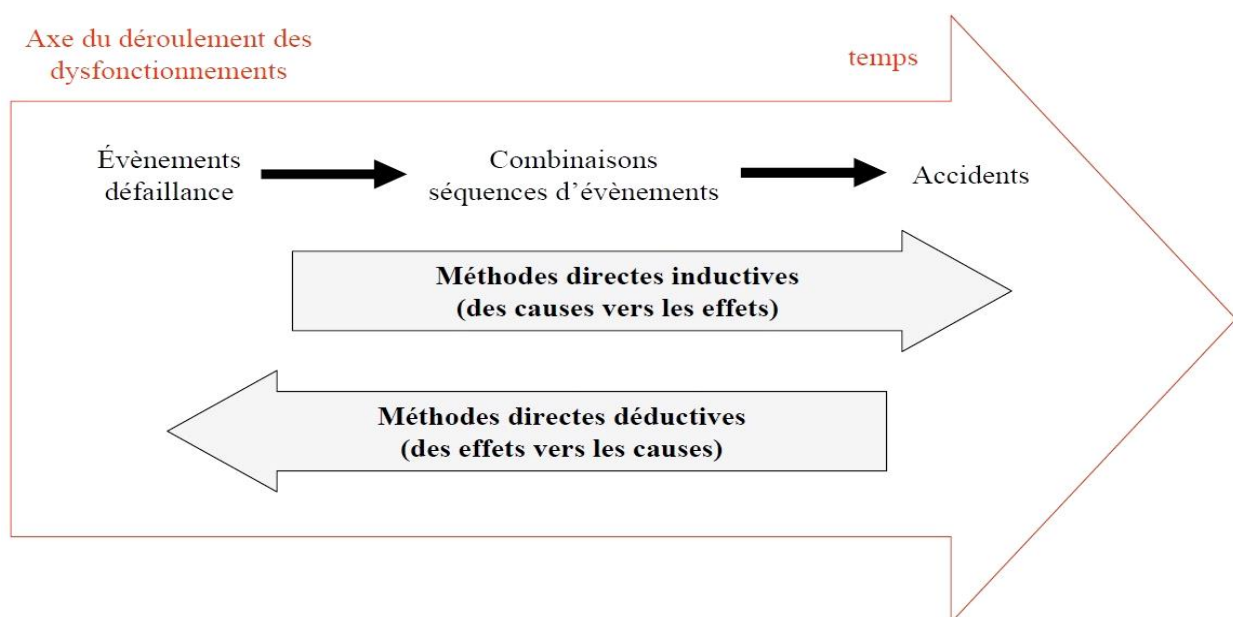 Axe du déroulement des
dysfonctionnements
temps
Évènements
défaillance
Combinaisons
séquences d’évènements
Accidents
Méthodes directes inductives
(des causes vers les effets)
Méthodes directes déductives
(des effets vers les causes)